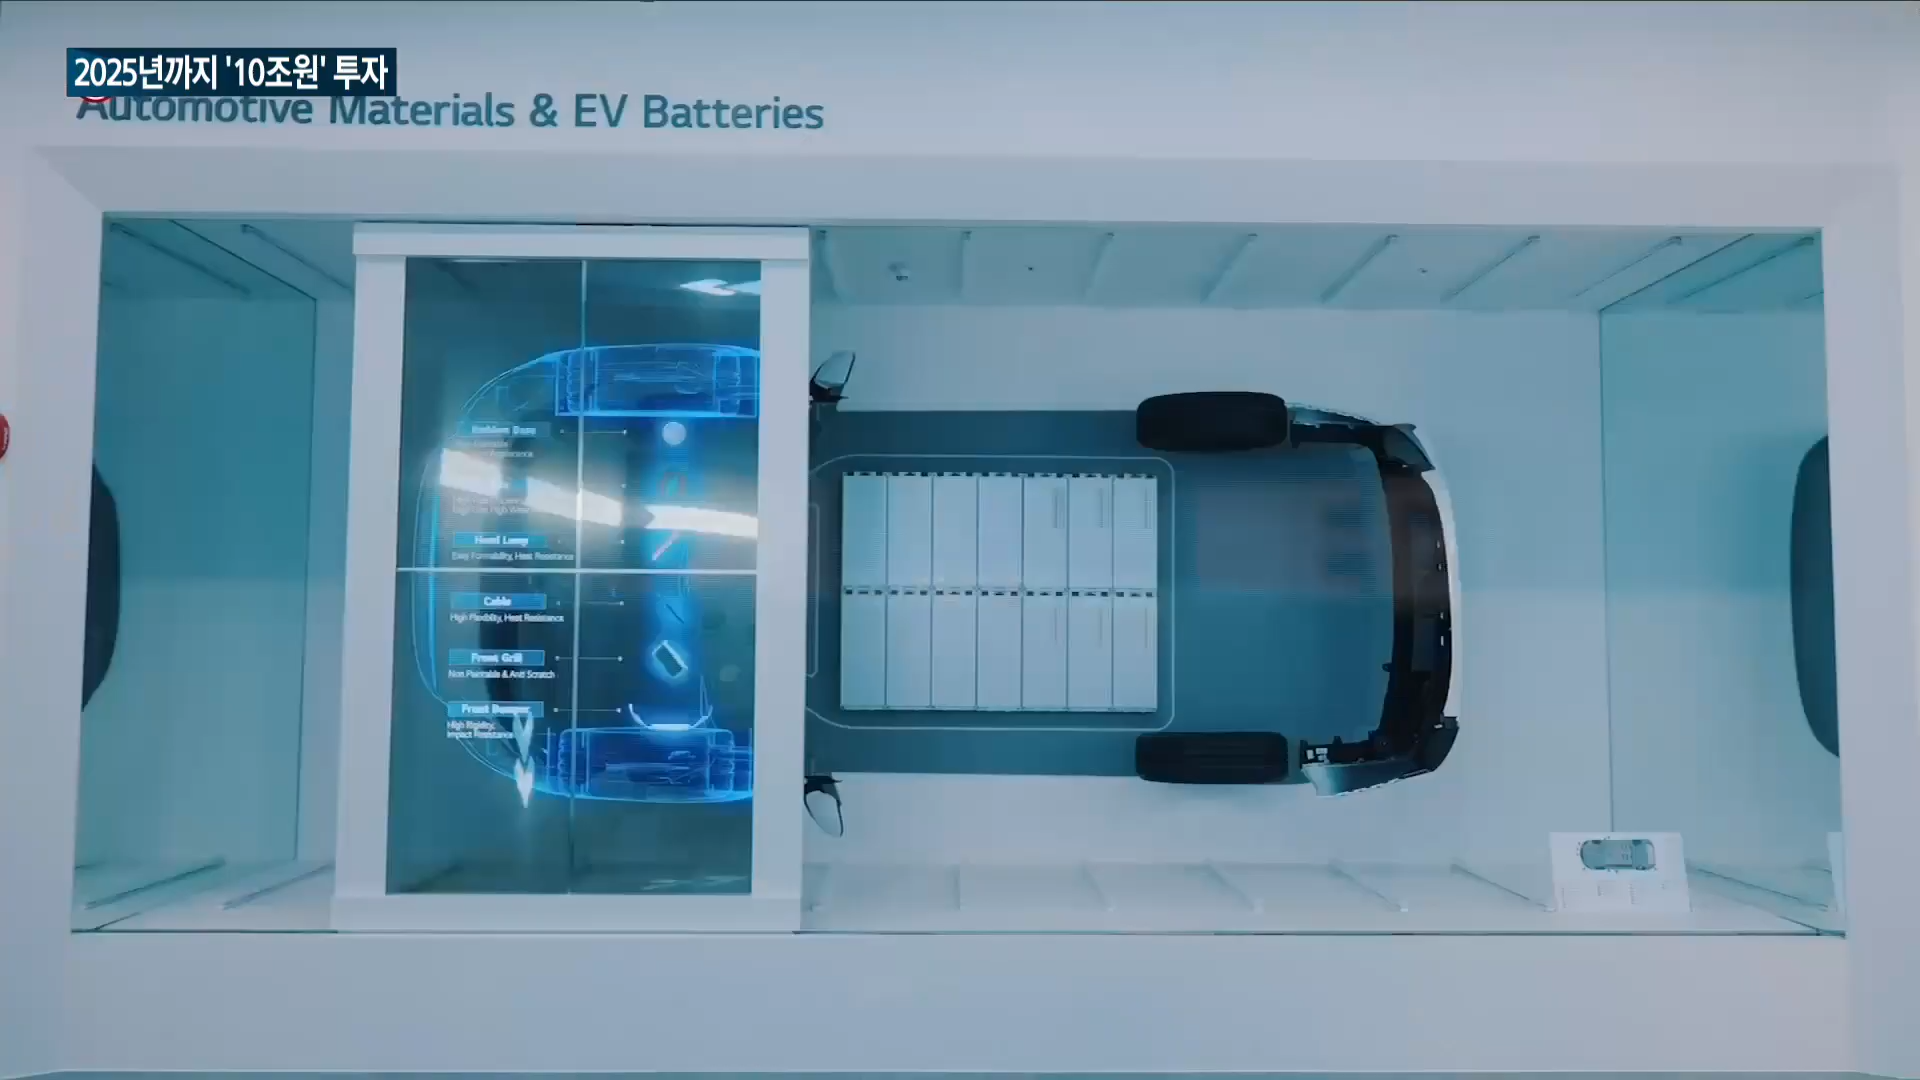 2025년까지 '10조원' 투자
Automotive Materials & EV Batteries
Head Lamp
Easy Formability, Heat Resistance
Cable
High Flexibility, Heat Resistance
Front Grill
Non Paintable & Anti Scratch
Front Bumper
High Rigidity,
Impact Resistance